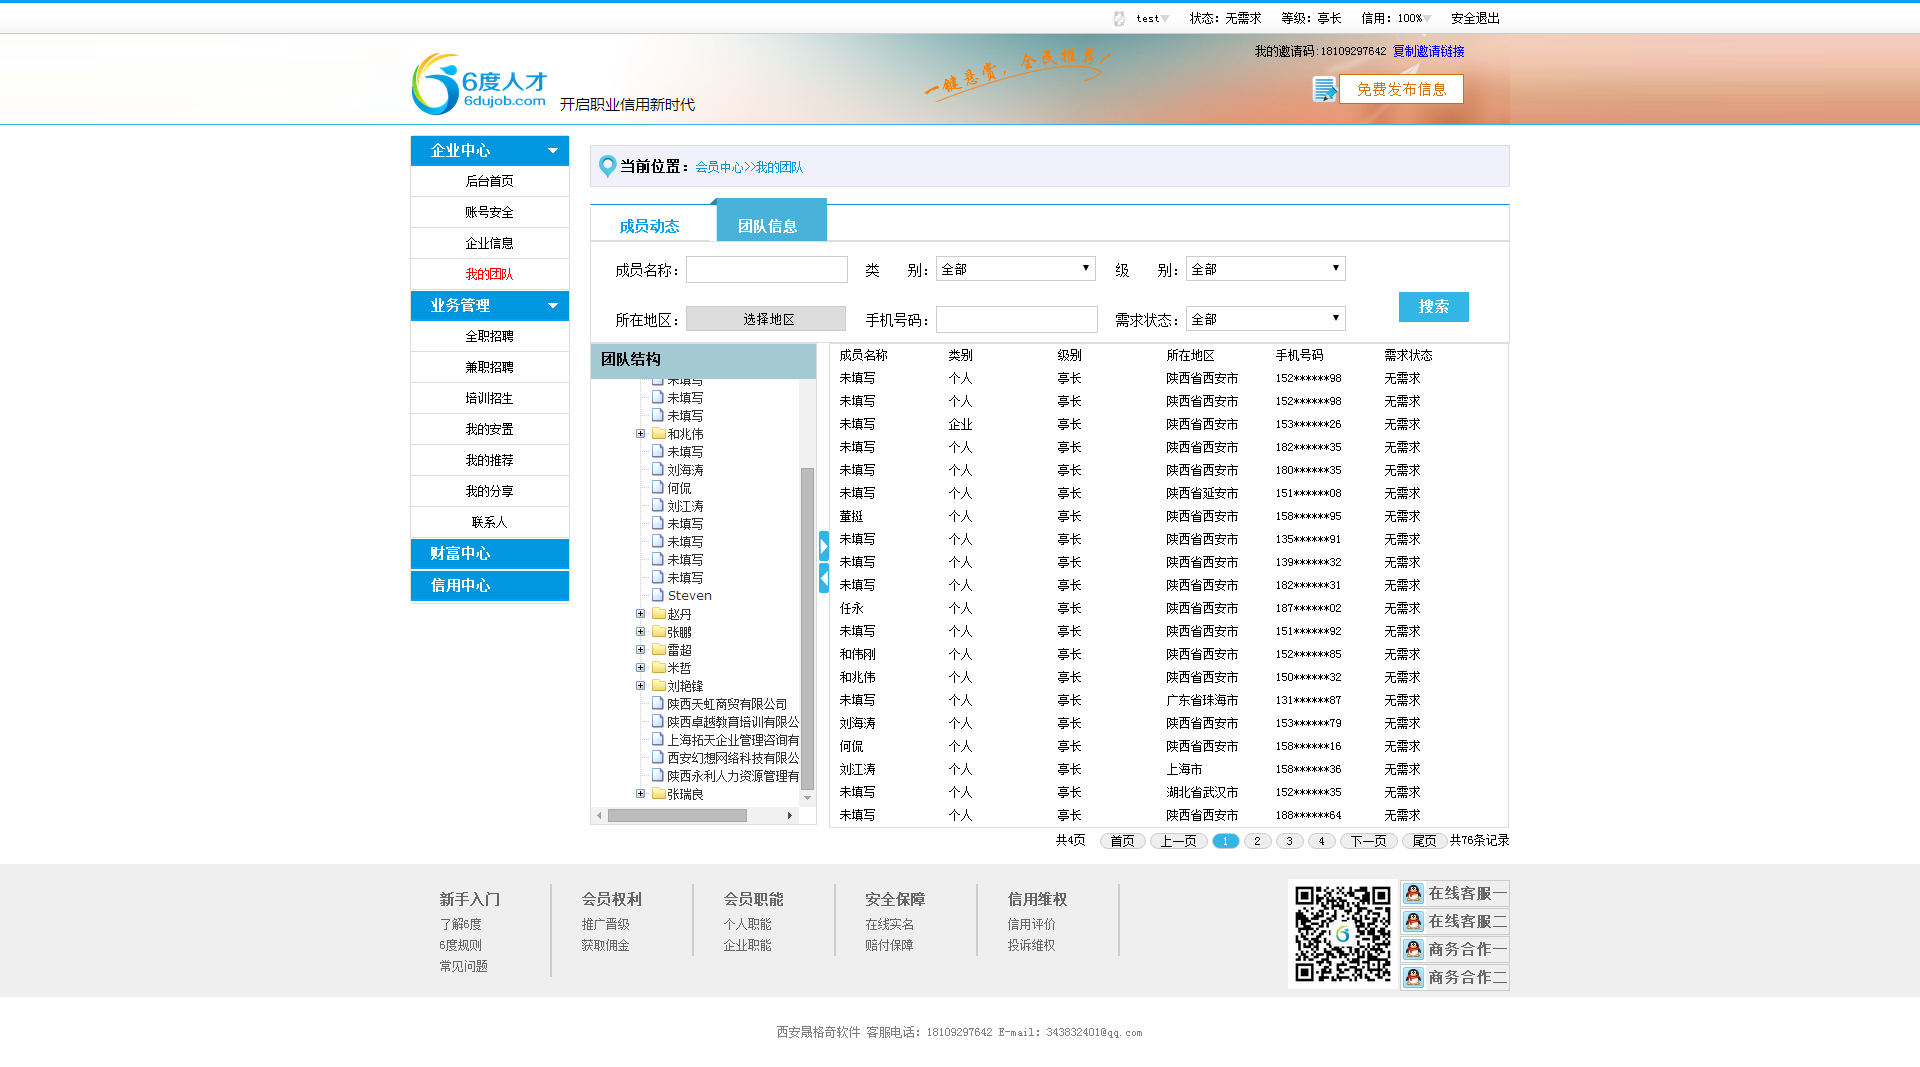 test 状态：无需求 等级：亭长 信用：100% 安全退出
我的邀请码:18109297642 复制邀请链接
一键悬赏，全民推荐
6度人才
6dujob.com
开启职业信用新时代
免费发布信息
企业中心
后台首页
账号安全
企业信息
我的团队
业务管理
全职招聘
兼职招聘
培训招生
我的安置
我的推荐
我的分享
联系人
财富中心
信用中心
当前位置：会员中心>>我的团队
成员动态 团队信息
成员名称： 类 别：全部 级 别：全部
所在地区：选择地区 手机号码： 需求状态：全部
搜索
团队结构
未填写
未填写
未填写
和兆伟
未填写
刘海涛
何侃
刘江涛
未填写
未填写
未填写
未填写
Steven
赵丹
张鹏
雷超
米哲
刘艳锋
陕西天虹商贸有限公司
陕西卓越教育培训有限公
上海拓天企业管理咨询有
西安幻想网络科技有限公
陕西永利人力资源管理有
张瑞良
成员名称 类别 级别 所在地区 手机号码 需求状态
未填写 个人 亭长 陕西省西安市 152******98 无需求
未填写 个人 亭长 陕西省西安市 152******98 无需求
未填写 企业 亭长 陕西省西安市 153******26 无需求
未填写 个人 亭长 陕西省西安市 182******35 无需求
未填写 个人 亭长 陕西省西安市 180******35 无需求
未填写 个人 亭长 陕西省延安市 151******08 无需求
董挺 个人 亭长 陕西省西安市 158******95 无需求
未填写 个人 亭长 陕西省西安市 135******91 无需求
未填写 个人 亭长 陕西省西安市 139******32 无需求
未填写 个人 亭长 陕西省西安市 182******31 无需求
任永 个人 亭长 陕西省西安市 187******02 无需求
未填写 个人 亭长 陕西省西安市 151******92 无需求
和伟刚 个人 亭长 陕西省西安市 152******85 无需求
和兆伟 个人 亭长 陕西省西安市 150******32 无需求
未填写 个人 亭长 广东省珠海市 131******87 无需求
刘海涛 个人 亭长 陕西省西安市 153******79 无需求
何侃 个人 亭长 陕西省西安市 158******16 无需求
刘江涛 个人 亭长 上海市 158******36 无需求
未填写 个人 亭长 湖北省武汉市 152******35 无需求
未填写 个人 亭长 陕西省西安市 188******64 无需求
共4页 首页 上一页 1 2 3 4 下一页 尾页 共76条记录
新手入门 会员权利 会员职能 安全保障 信用维权
了解6度 推广晋级 个人职能 在线实名 信用评价
6度规则 获取佣金 企业职能 赔付保障 投诉维权
常见问题
在线客服一
在线客服二
商务合作一
商务合作二
西安晟格奇软件 客服电话：18109297642 E-mail：343832401@qq.com